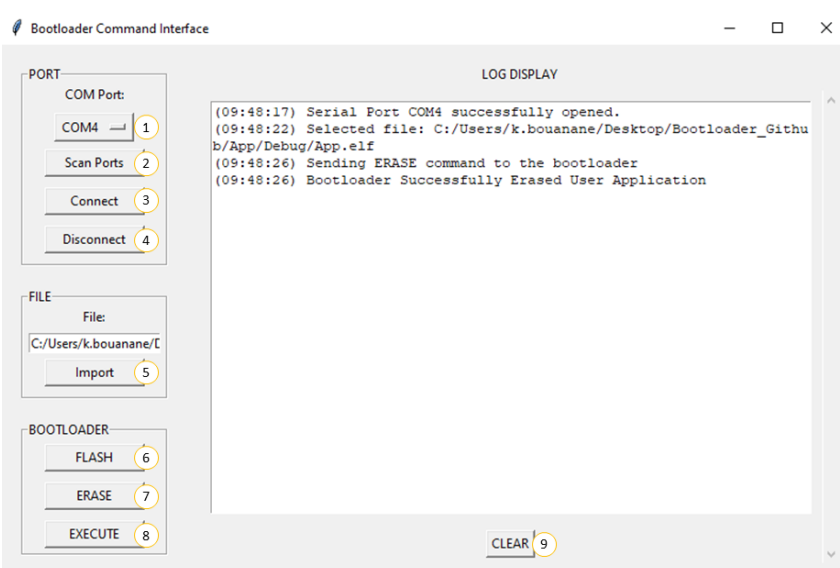 Bootloader Command Interface
PORT
COM Port:
COM4 1
Scan Ports 2
Connect 3
Disconnect 4
FILE
File:
C:/Users/k.bouanane/D
Import 5
BOOTLOADER
FLASH 6
ERASE 7
EXECUTE 8
LOG DISPLAY
(09:48:17) Serial Port COM4 successfully opened.
(09:48:22) Selected file: C:/Users/k.bouanane/Desktop/Bootloader_Githu
b/App/Debug/App.elf
(09:48:26) Sending ERASE command to the bootloader
(09:48:26) Bootloader Successfully Erased User Application
CLEAR 9